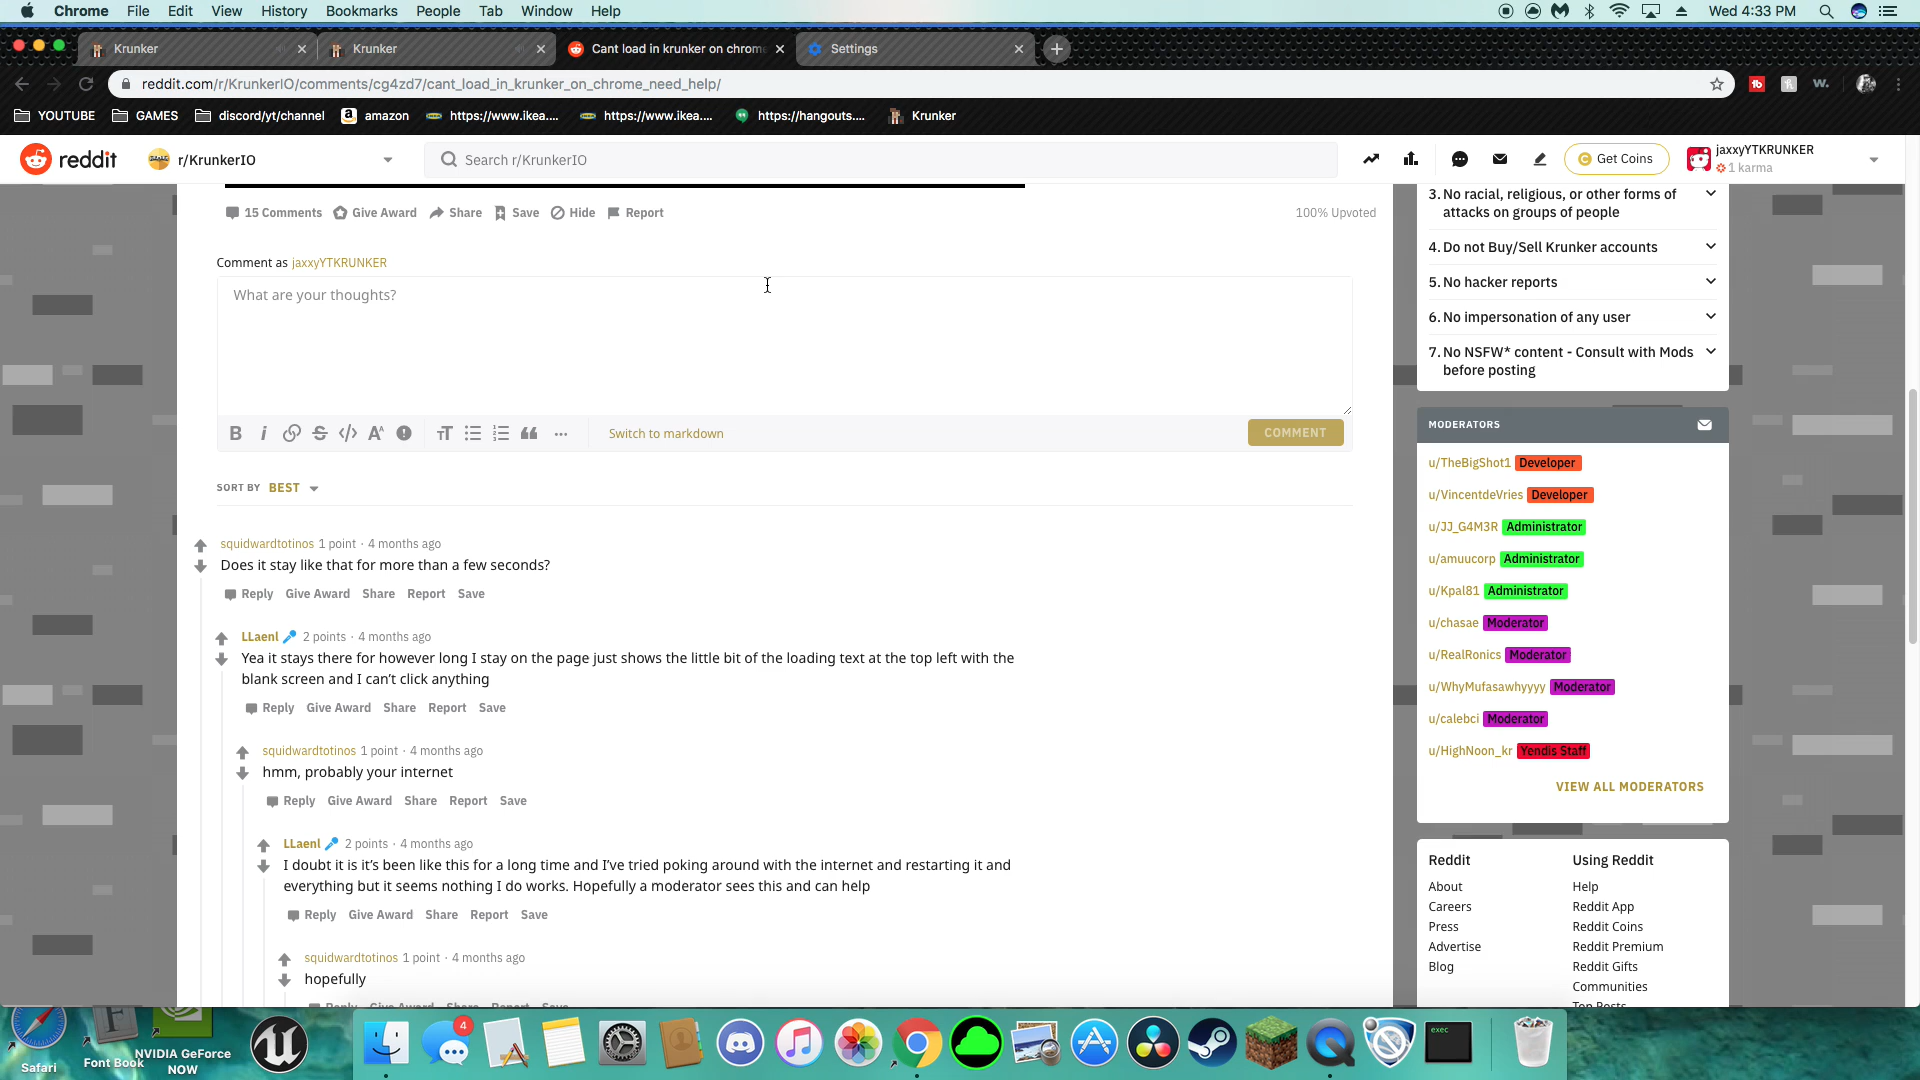 Chrome File Edit View History Bookmarks People Tab Window Help Wed 4:33 PM
Krunker Krunker Cant load in krunker on chrome Settings
reddit.com/r/KrunkerIO/comments/cg4zd7/cant_load_in_krunker_on_chrome_need_help/
YOUTUBE GAMES discord/yt/channel amazon https://www.ikea.... https://www.ikea.... https://hangouts.... Krunker
reddit r/KrunkerIO Search r/KrunkerIO Get Coins jaxxyYTKRUNKER
1 karma
15 Comments Give Award Share Save Hide Report 100% Upvoted
Comment as jaxxyYTKRUNKER
What are your thoughts?
Switch to markdown COMMENT
SORT BY BEST
squidwardtotinos 1 point · 4 months ago
Does it stay like that for more than a few seconds?
Reply Give Award Share Report Save
LLaenl 2 points · 4 months ago
Yea it stays there for however long I stay on the page just shows the little bit of the loading text at the top left with the
blank screen and I can't click anything
Reply Give Award Share Report Save
squidwardtotinos 1 point · 4 months ago
hmm, probably your internet
Reply Give Award Share Report Save
LLaenl 2 points · 4 months ago
I doubt it is it's been like this for a long time and I've tried poking around with the internet and restarting it and
everything but it seems nothing I do works. Hopefully a moderator sees this and can help
Reply Give Award Share Report Save
squidwardtotinos 1 point · 4 months ago
hopefully
Reply Give Award Share Report Save
3. No racial, religious, or other forms of
attacks on groups of people
4. Do not Buy/Sell Krunker accounts
5. No hacker reports
6. No impersonation of any user
7. No NSFW* content - Consult with Mods
before posting
MODERATORS
u/TheBigShot1 Developer
u/VincentdeVries Developer
u/JJ_G4M3R Administrator
u/amuucorp Administrator
u/Kpal81 Administrator
u/chasae Moderator
u/RealRonics Moderator
u/WhyMufasawhyyyy Moderator
u/calebci Moderator
u/HighNoon_kr Yendis Staff
VIEW ALL MODERATORS
Reddit Using Reddit
About Help
Careers Reddit App
Press Reddit Coins
Advertise Reddit Premium
Blog Reddit Gifts
Communities
Top Posts
Safari
Font Book
NVIDIA GeForce
NOW
4
exec